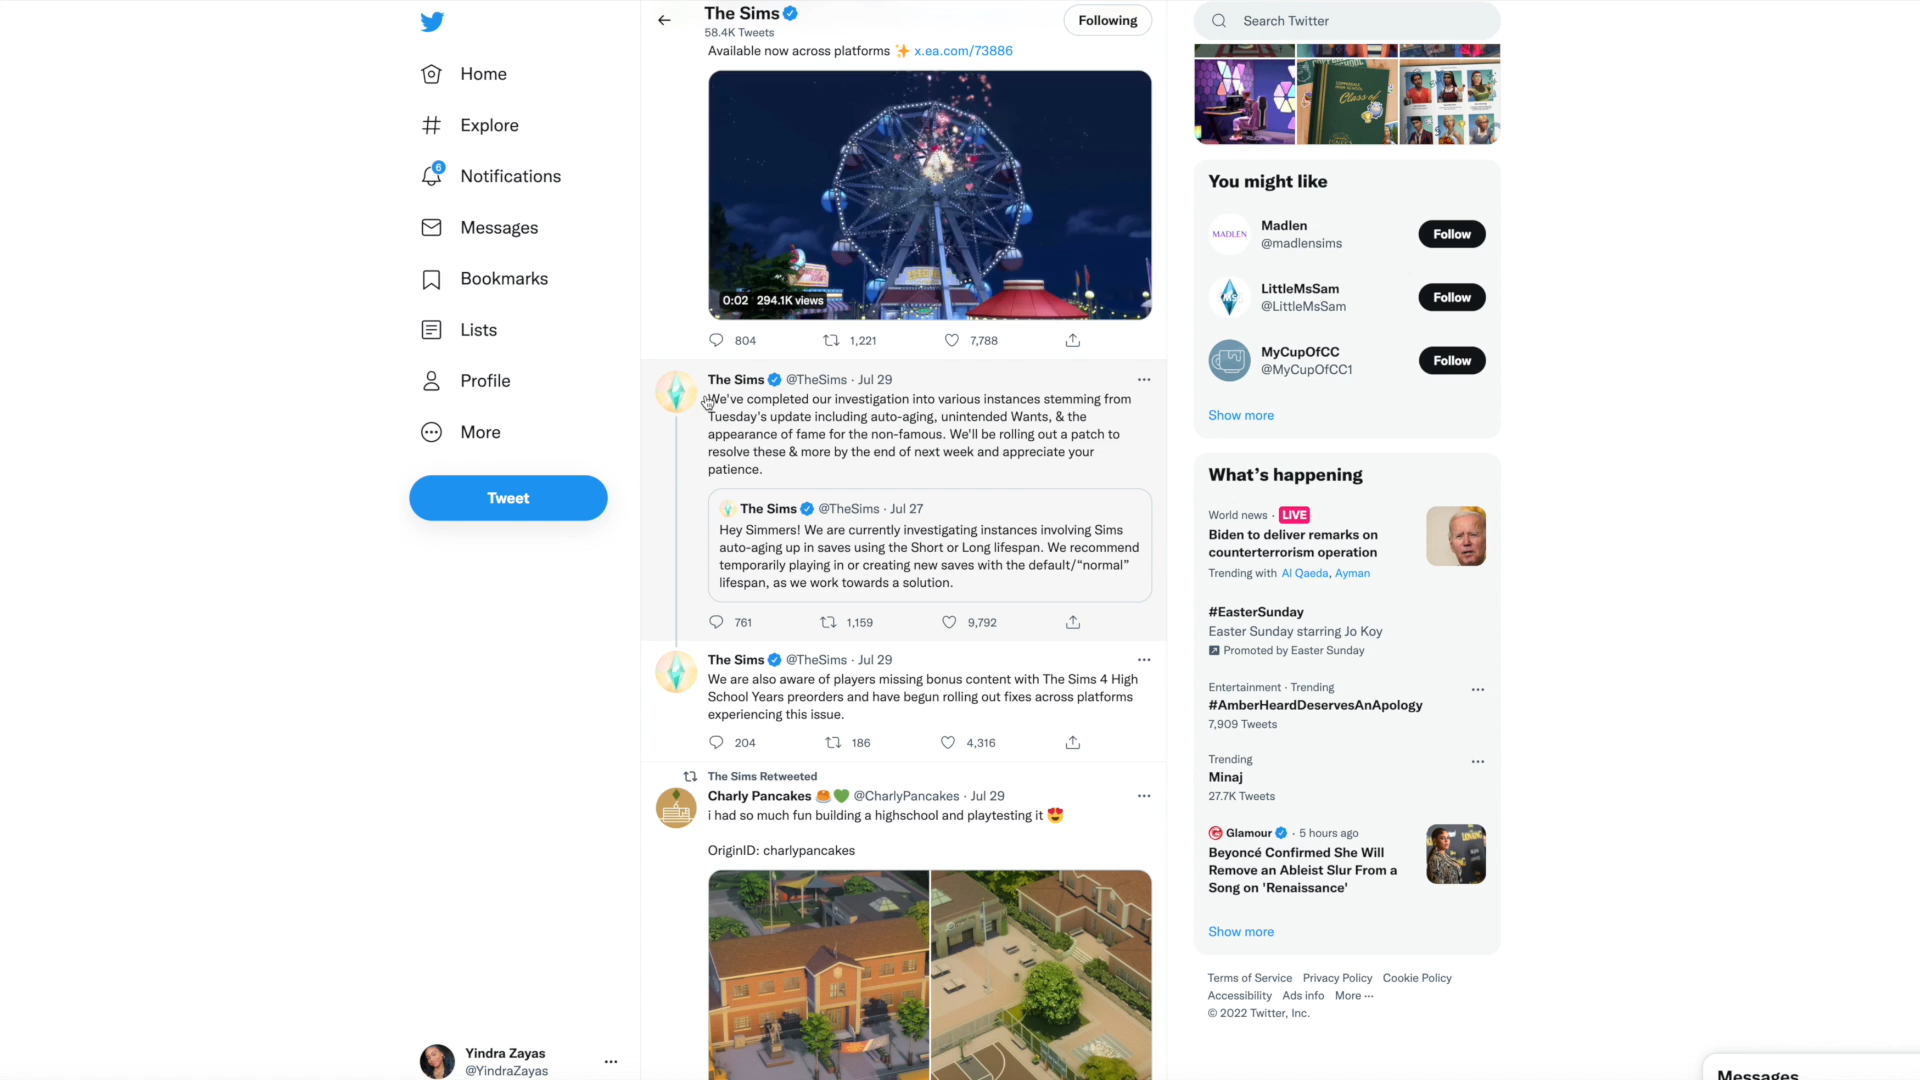 Home
Explore
6
Notifications
Messages
Bookmarks
Lists
Profile
More
Tweet
Yindra Zayas
@YindraZayas
The Sims
58.4K Tweets
Following
Available now across platforms ✨ x.ea.com/73886
0:02 294.1K views
804 1,221 7,788
The Sims @TheSims · Jul 29
We've completed our investigation into various instances stemming from
Tuesday's update including auto-aging, unintended Wants, & the
appearance of fame for the non-famous. We'll be rolling out a patch to
resolve these & more by the end of next week and appreciate your
patience.
The Sims @TheSims · Jul 27
Hey Simmers! We are currently investigating instances involving Sims
auto-aging up in saves using the Short or Long lifespan. We recommend
temporarily playing in or creating new saves with the default/“normal”
lifespan, as we work towards a solution.
761 1,159 9,792
The Sims @TheSims · Jul 29
We are also aware of players missing bonus content with The Sims 4 High
School Years preorders and have begun rolling out fixes across platforms
experiencing this issue.
204 186 4,316
The Sims Retweeted
Charly Pancakes 🥞💚 @CharlyPancakes · Jul 29
i had so much fun building a highschool and playtesting it 😍
OriginID: charlypancakes
Search Twitter
COPPERDALE
HIGH SCHOOL
Class of
You might like
MADLEN
Madlen
@madlensims
Follow
LittleMsSam
@LittleMsSam
Follow
MyCupOfCC
@MyCupOfCC1
Follow
Show more
What’s happening
World news · LIVE
Biden to deliver remarks on
counterterrorism operation
Trending with Al Qaeda, Ayman
#EasterSunday
Easter Sunday starring Jo Koy
Promoted by Easter Sunday
Entertainment · Trending
#AmberHeardDeservesAnApology
7,909 Tweets
Trending
Minaj
27.7K Tweets
Glamour · 5 hours ago
Beyoncé Confirmed She Will
Remove an Ableist Slur From a
Song on 'Renaissance'
Show more
Terms of Service Privacy Policy Cookie Policy
Accessibility Ads info More ···
© 2022 Twitter, Inc.
Messages